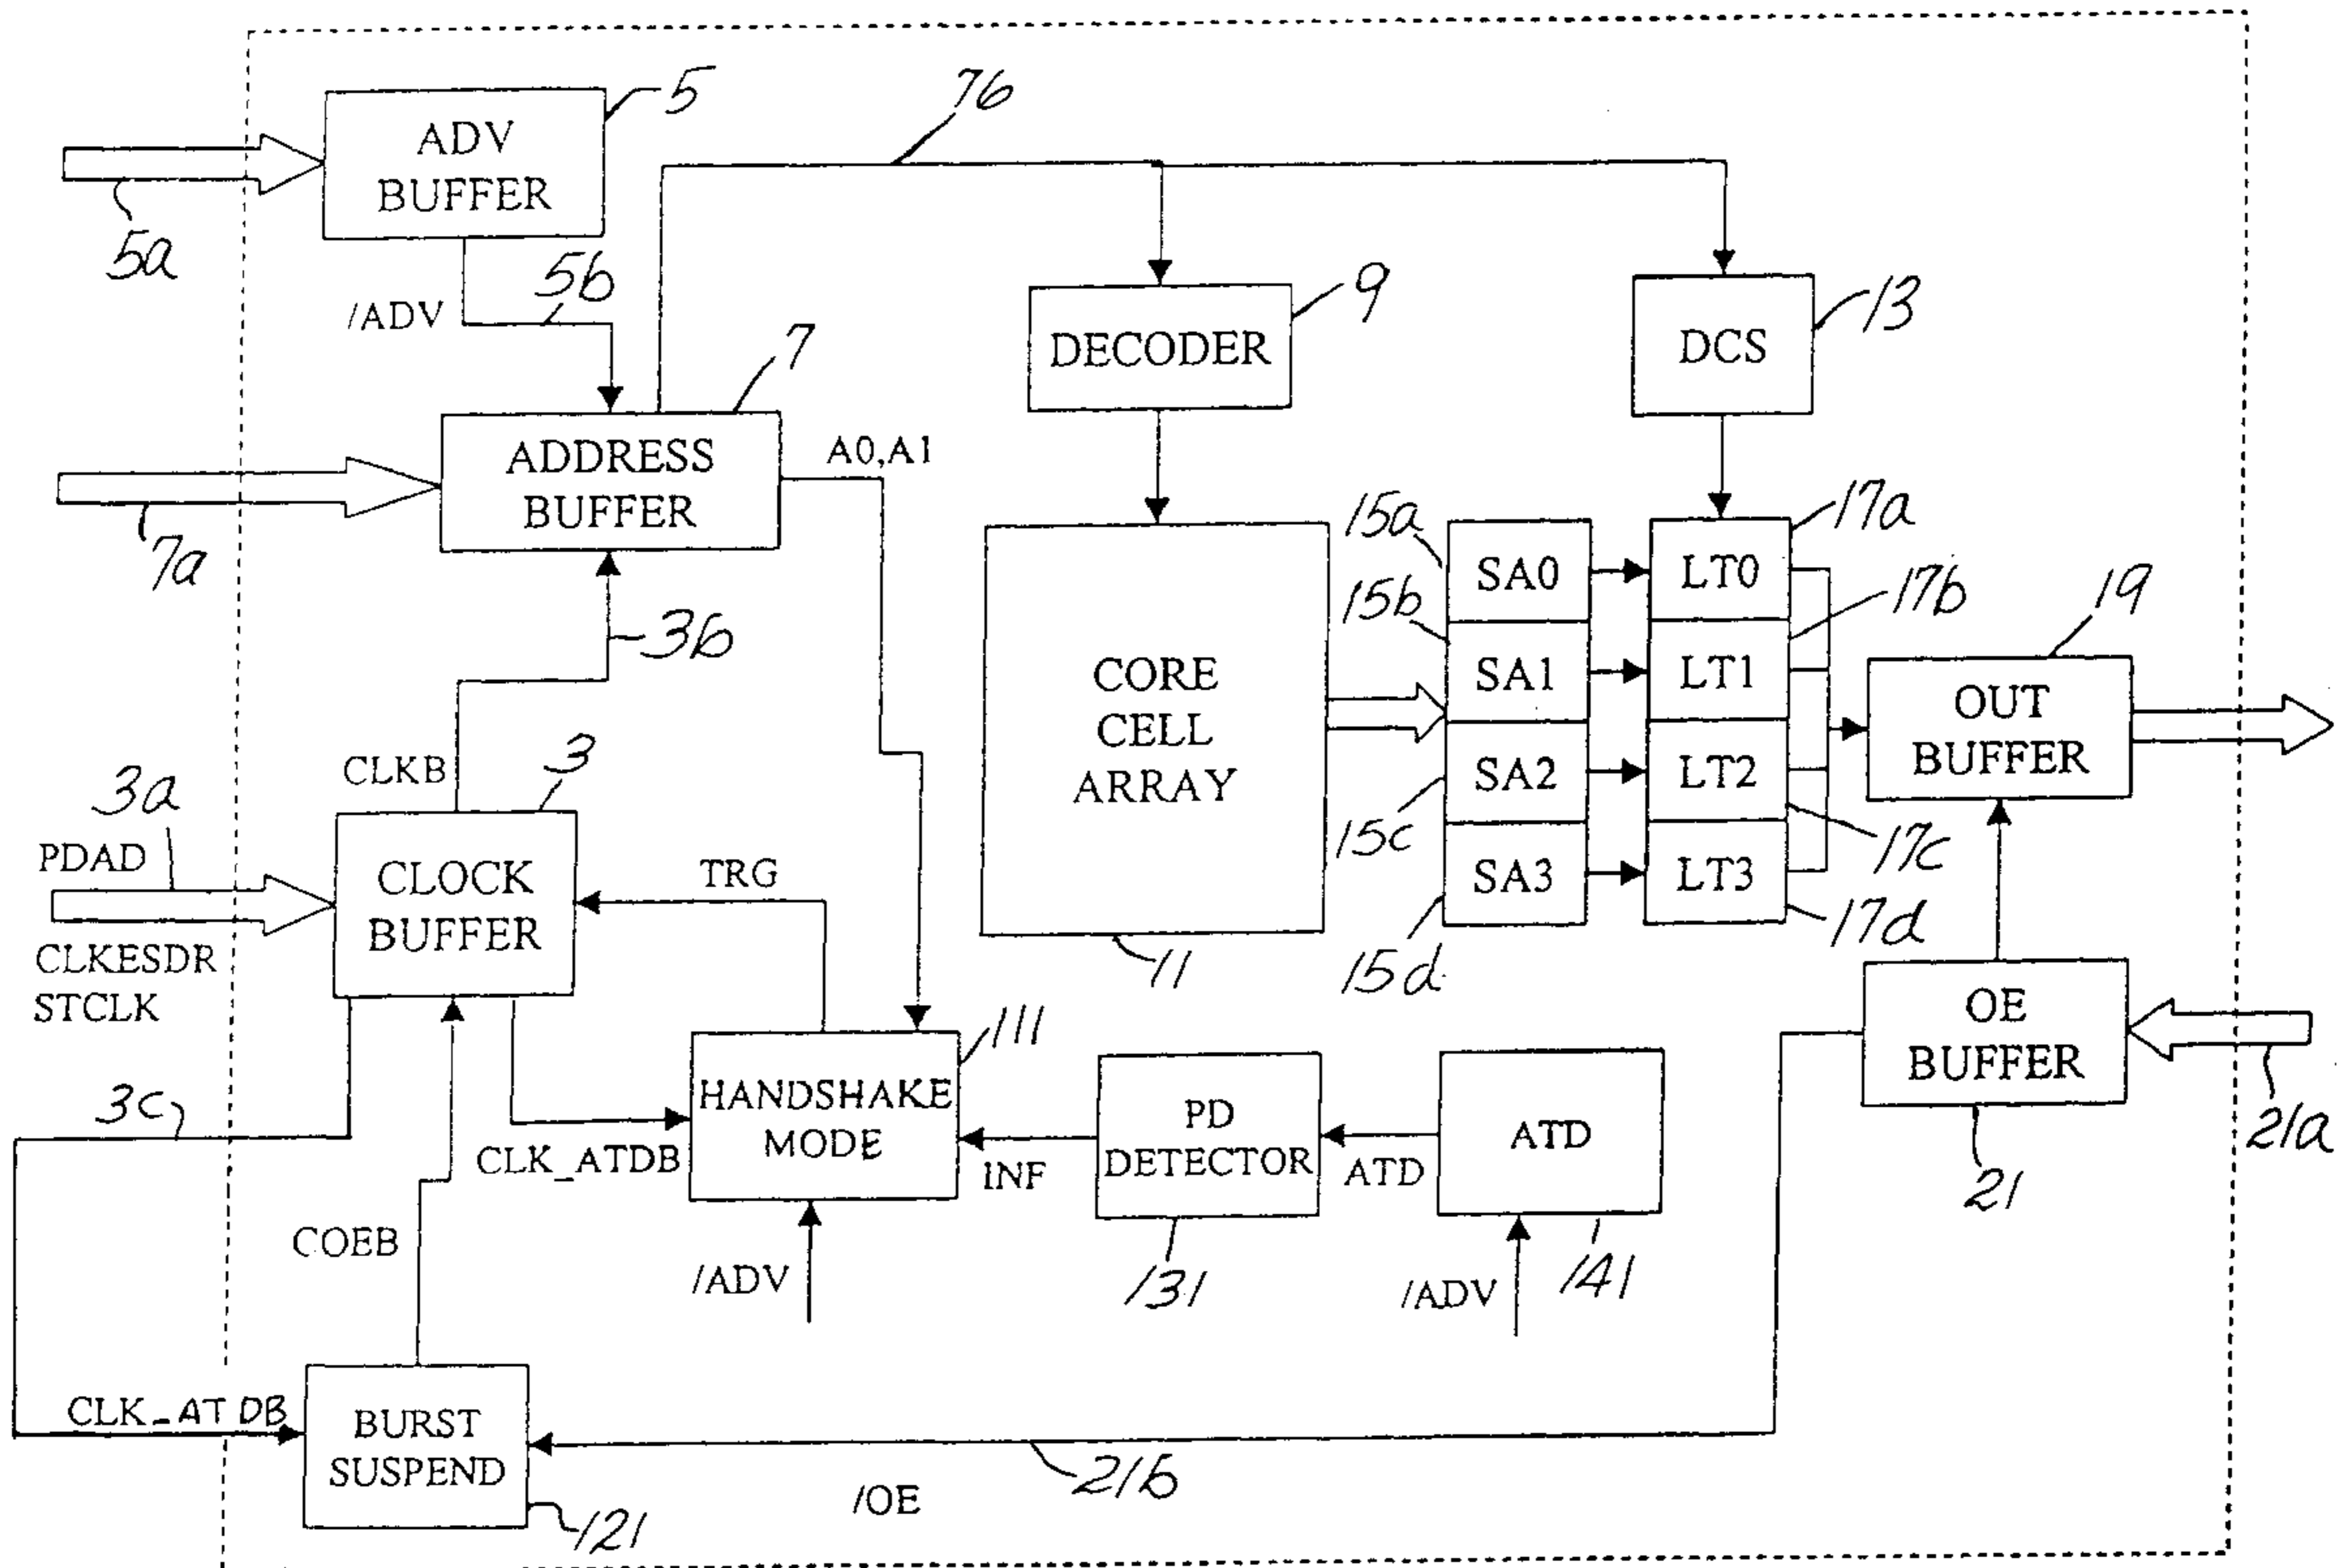 5
76
ADV
BUFFER
5a
5b
/ADV
9
13
DECODER
DCS
7
ADDRESS
BUFFER
A0,A1
7a
15a
17a
SA0
LT0
15b
17b
19
3b
SA1
LT1
CORE
CELL
ARRAY
OUT
BUFFER
CLKB
3
3a
SA2
LT2
15c
17c
PDAD
CLOCK
BUFFER
TRG
SA3
LT3
17d
CLKESDR
STCLK
11
15d
OE
BUFFER
111
3c
HANDSHAKE
MODE
PD
DETECTOR
ATD
CLK_ATDB
INF
ATD
21a
21
COEB
/ADV
131
/ADV
141
CLK_ATDB
BURST
SUSPEND
21b
/OE
121